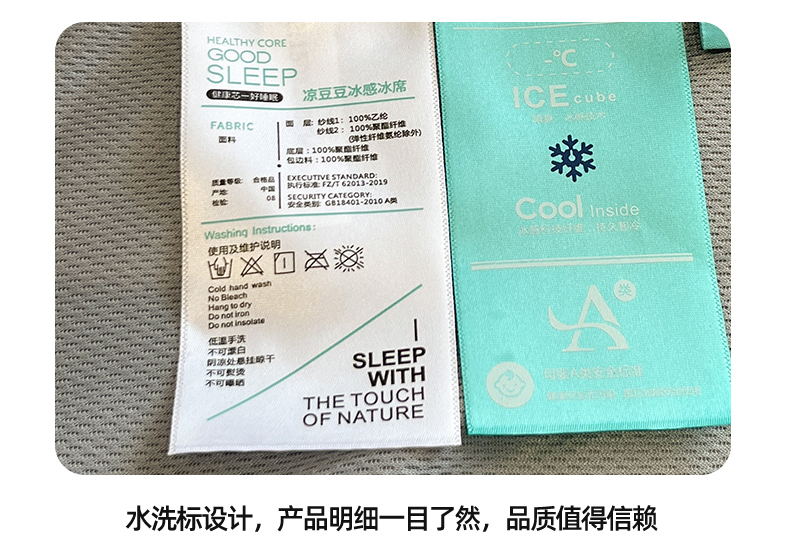 HEALTHY CORE
GOOD
SLEEP
健康芯一好睡眠
凉豆豆冰感冰席
FABRIC
面料
面 层: 纱线1: 100%乙纶
纱线2: 100%聚酯纤维
(弹性纤维氨纶除外)
底层: 100%聚酯纤维
包边料: 100%聚酯纤维
质量等级: 合格品
产地: 中国
检验: 08
EXECUTIVE STANDARD:
执行标准: FZ/T 62013-2019
SECURITY CATEGORY:
安全类别: GB18401-2010 A类
Washing Instructions:
使用及维护说明
Cold hand wash
No Bleach
Hang to dry
Do not iron
Do not insolate
低温手洗
不可漂白
阴凉处悬挂晾干
不可熨烫
不可曝晒
SLEEP
WITH
THE TOUCH
OF NATURE
-℃
ICE cube
Cool Inside
A类
水洗标设计，产品明细一目了然，品质值得信赖